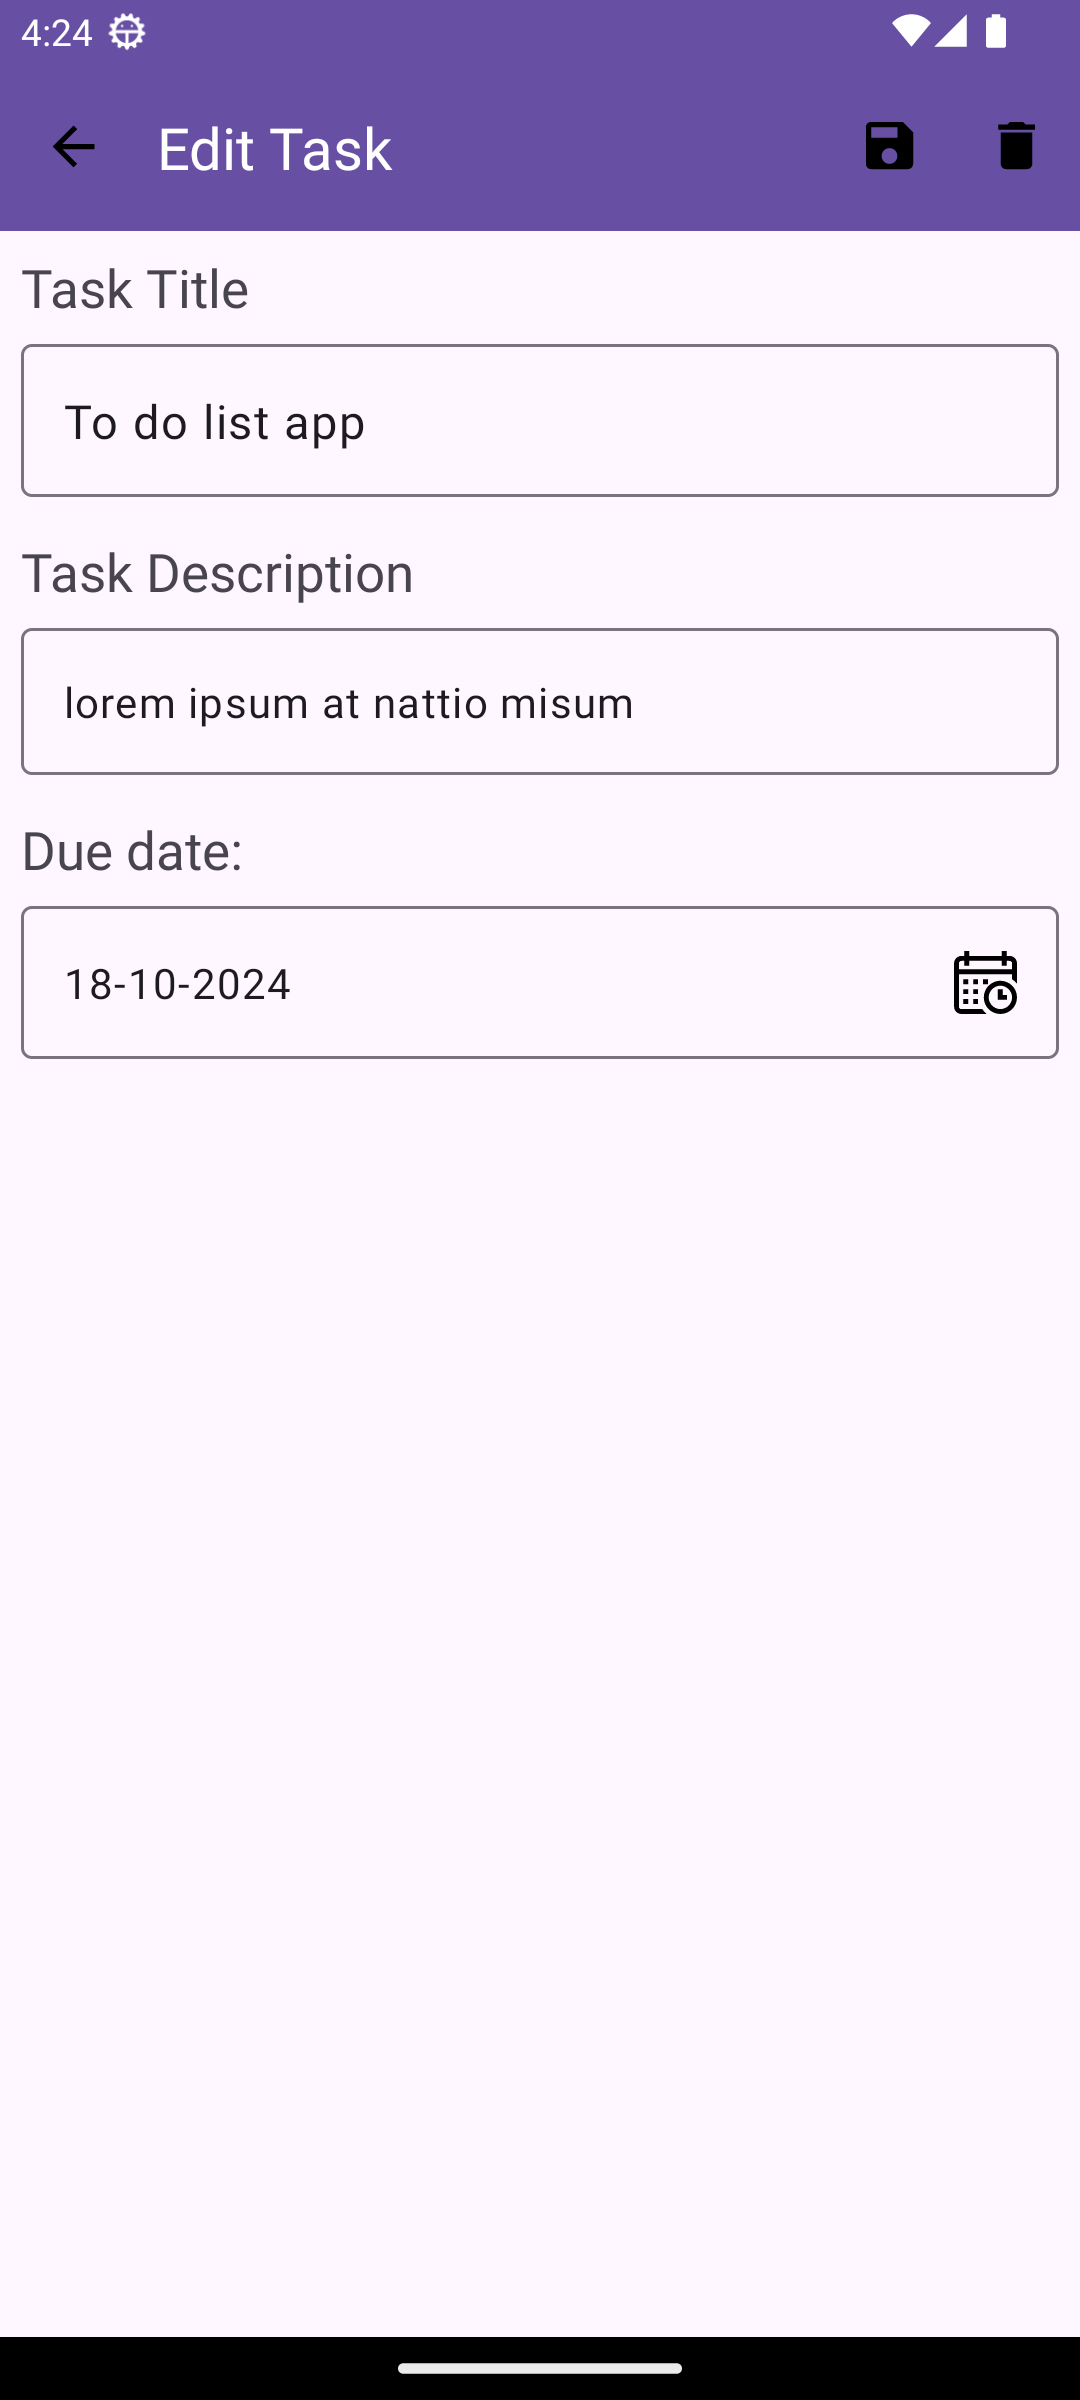 4:24
Edit Task
Task Title
To do list app
Task Description
lorem ipsum at nattio misum
Due date:
18-10-2024